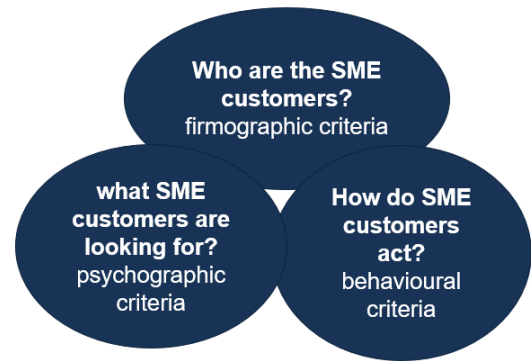 Who are the SME
customers?
firmographic criteria
what SME
customers are
looking for?
psychographic
criteria
How do SME
customers
act?
behavioural
criteria